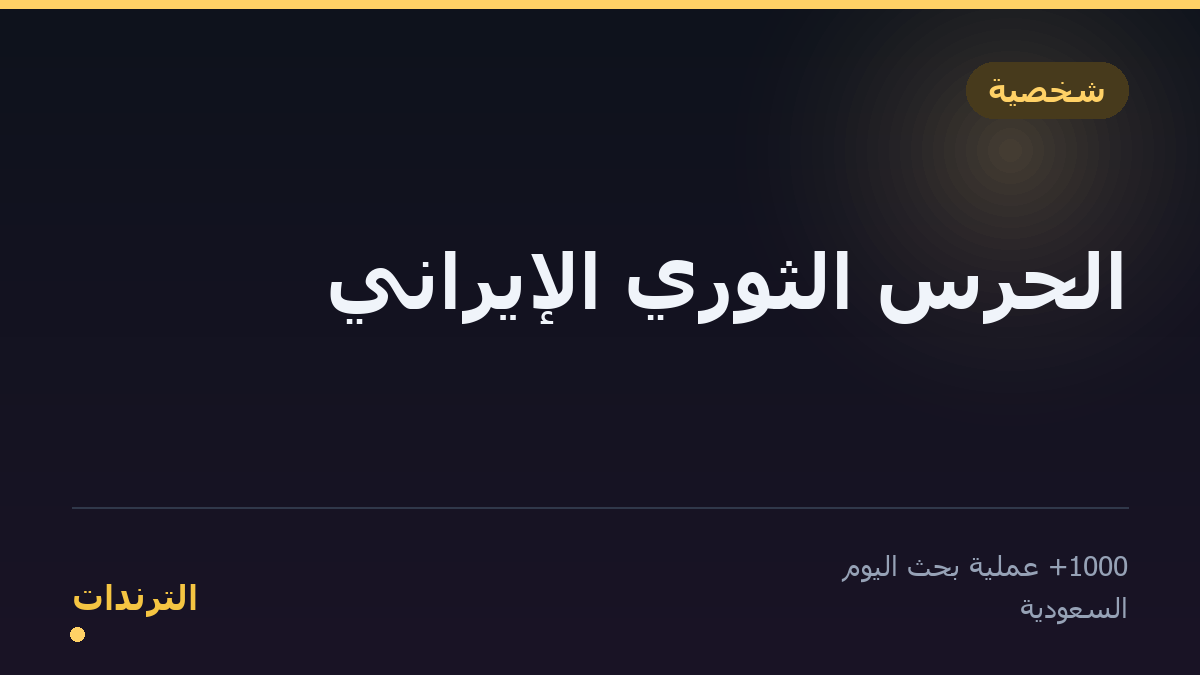 شخصية
الحرس الثوري الإيراني
1000+ عملية بحث اليوم
السعودية
الترندات